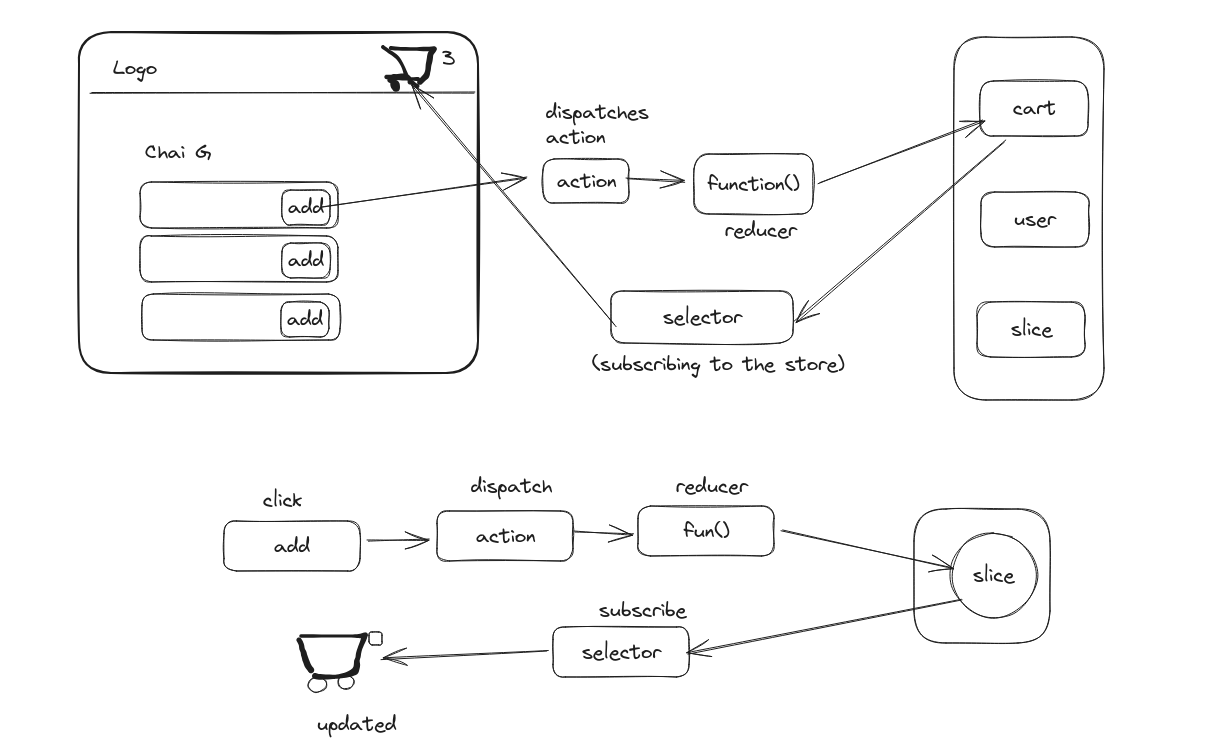 Logo
3
Chai G
add
add
add
dispatches
action
action
function()
reducer
selector
(subscribing to the store)
cart
user
slice
click
add
dispatch
action
reducer
fun()
slice
subscribe
selector
updated